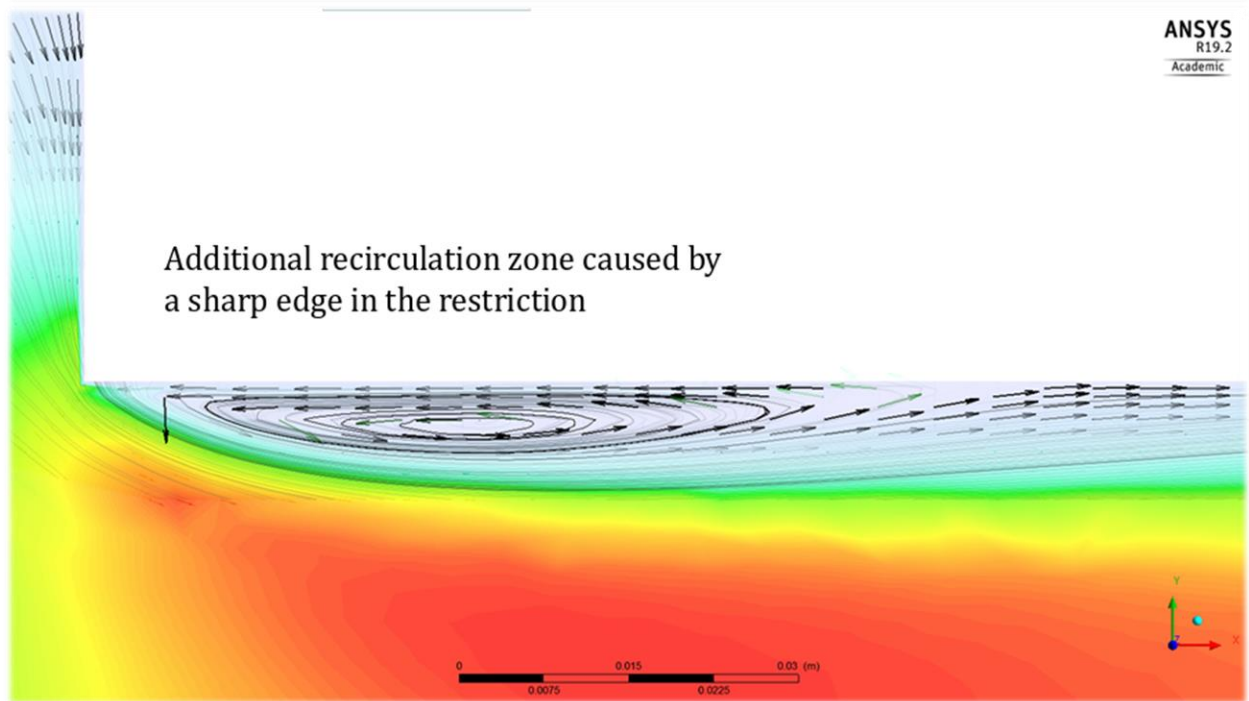 ANSYS
R19.2
Academic
Additional recirculation zone caused by
a sharp edge in the restriction
Y
Z
X
0 0.015 0.03 (m)
0.0075 0.0225